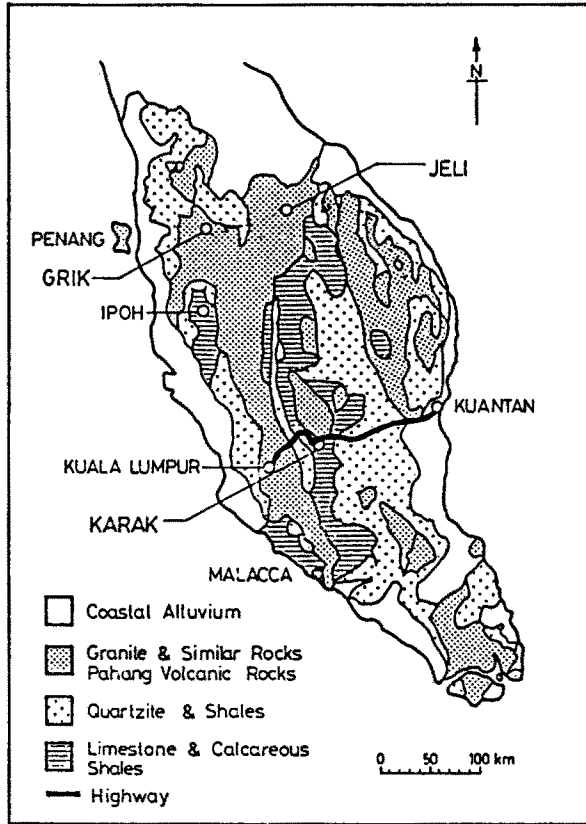 N
JELI
PENANG
GRIK
IPOH
KUANTAN
KUALA LUMPUR
KARAK
MALACCA
Coastal Alluvium
Granite & Similar Rocks
Pahang Volcanic Rocks
Quartzite & Shales
Limestone & Calcareous
Shales
Highway
0 50 100 km